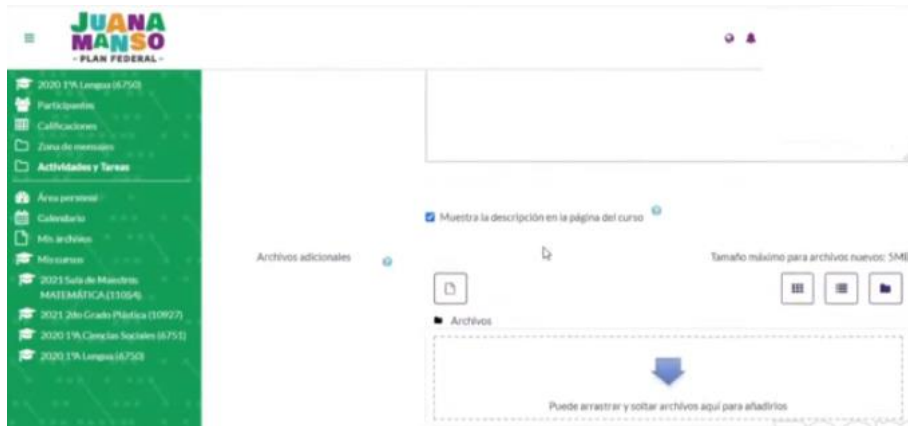 JUANA
MANSO
- PLAN FEDERAL -
2020 1ºA Lengua (6750)
Participantes
Calificaciones
Zona de mensajes
Actividades y Tareas
Área personal
Calendario
Mis archivos
Mis cursos
2021 Sala de Maestros
MATEMÁTICA (11054)
2021 2do Grado Plástica (10927)
2020 1ºA Ciencias Sociales (6751)
2020 1ºA Lengua (6750)
Muestra la descripción en la página del curso
Archivos adicionales
Tamaño máximo para archivos nuevos: 5MB
Archivos
Puede arrastrar y soltar archivos aquí para añadirlos